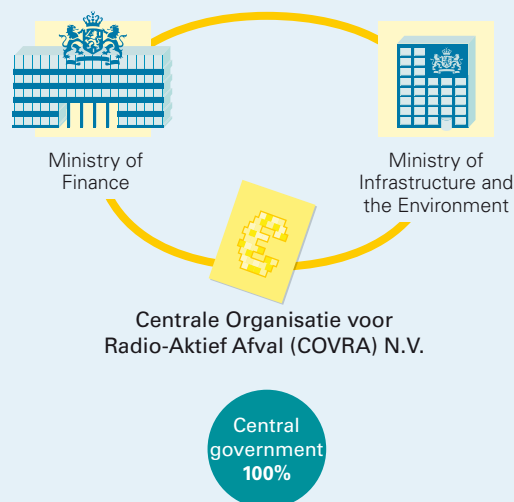 Ministry of
Finance
Ministry of
Infrastructure and
the Environment
€
Centrale Organisatie voor
Radio-Aktief Afval (COVRA) N.V.
Central
government
100%